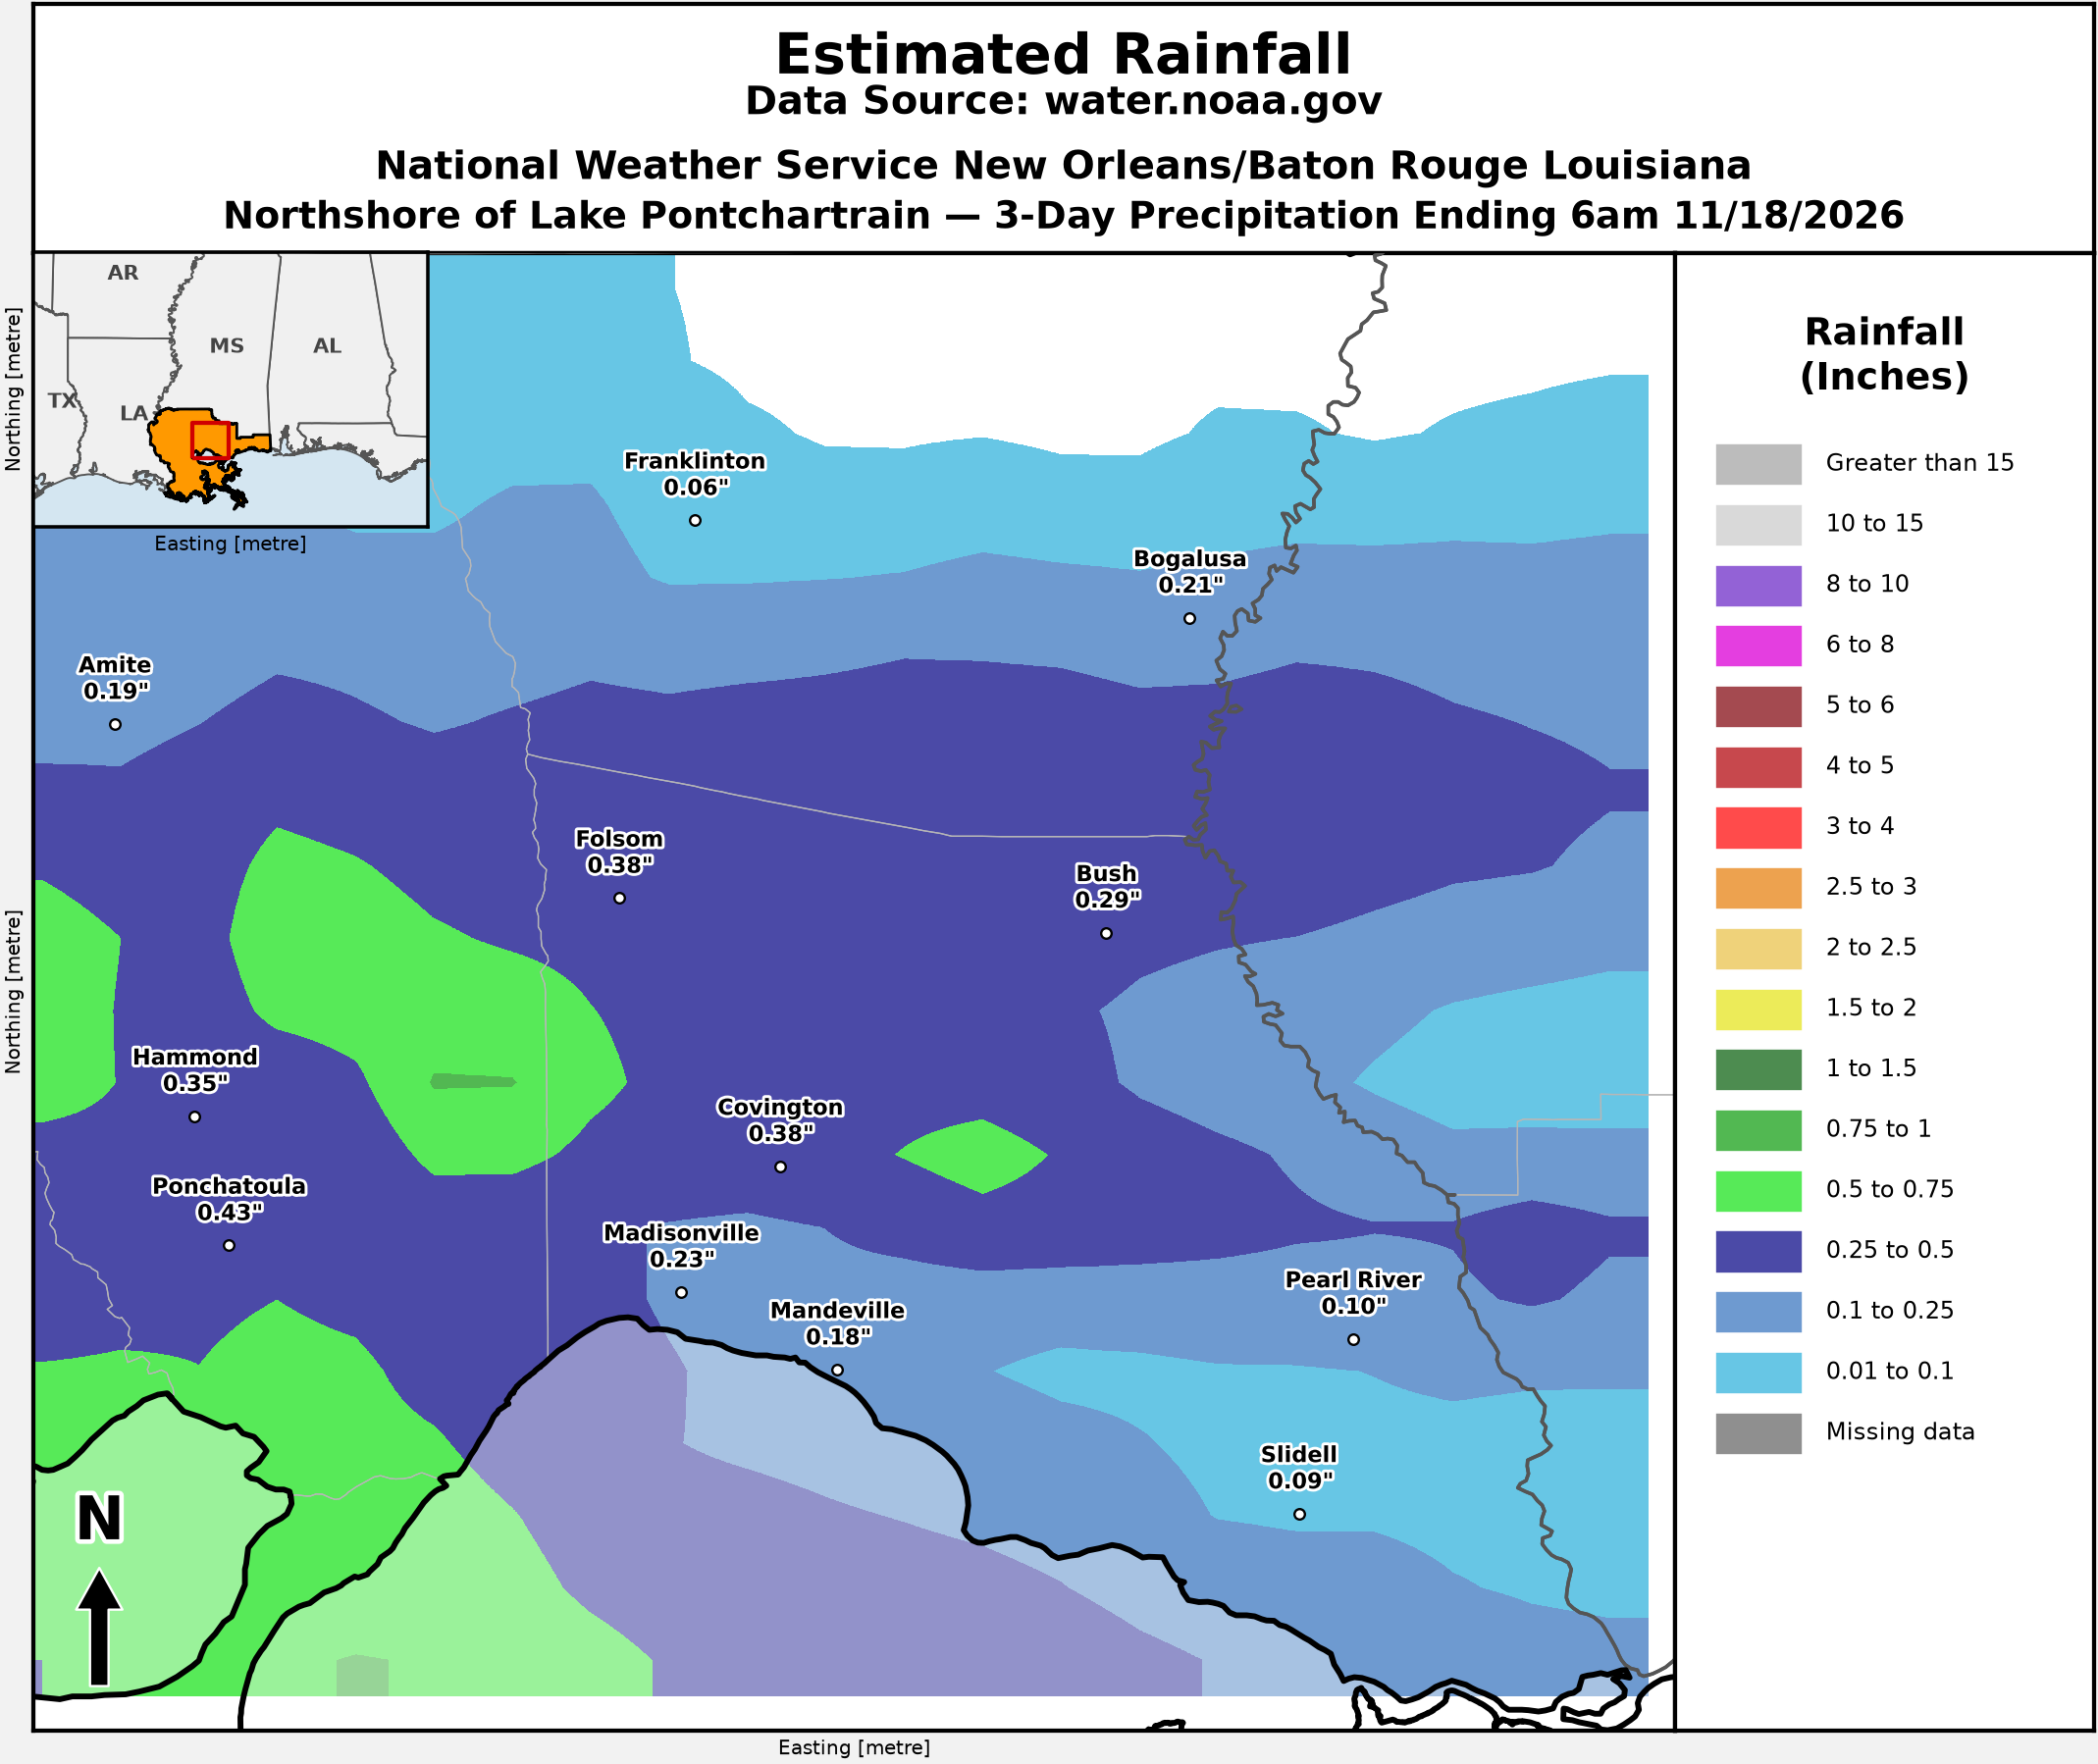 Estimated Rainfall
Data Source: water.noaa.gov
National Weather Service New Orleans/Baton Rouge Louisiana
Northshore of Lake Pontchartrain — 3-Day Precipitation Ending 6am 11/18/2026
Northing [metre]
AR
MS
AL
TX
LA
Easting [metre]
Franklinton
0.06"
Bogalusa
0.21"
Amite
0.19"
Folsom
0.38"
Bush
0.29"
Northing [metre]
Hammond
0.35"
Covington
0.38"
Ponchatoula
0.43"
Madisonville
0.23"
Mandeville
0.18"
Pearl River
0.10"
Slidell
0.09"
N
Easting [metre]
Rainfall
(Inches)
Greater than 15
10 to 15
8 to 10
6 to 8
5 to 6
4 to 5
3 to 4
2.5 to 3
2 to 2.5
1.5 to 2
1 to 1.5
0.75 to 1
0.5 to 0.75
0.25 to 0.5
0.1 to 0.25
0.01 to 0.1
Missing data